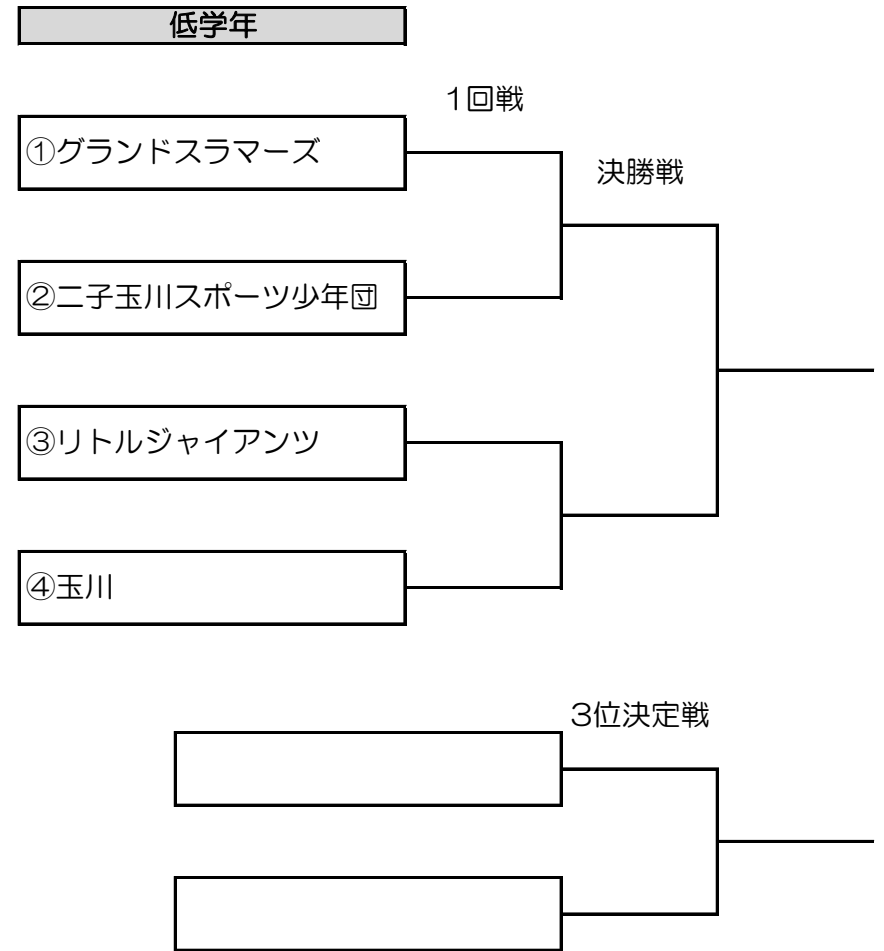 低学年
1回戦
①グランドスラマーズ
決勝戦
②二子玉川スポーツ少年団
③リトルジャイアンツ
④玉川
3位決定戦